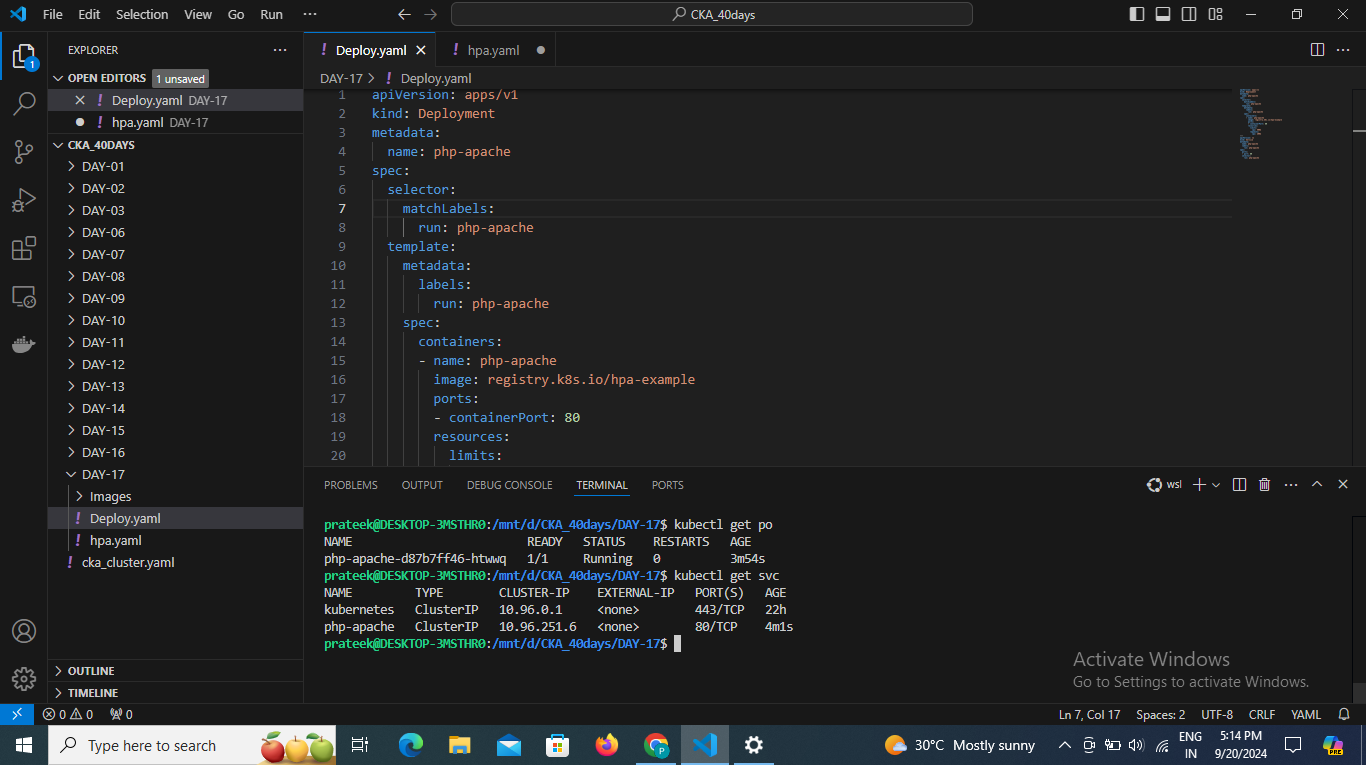 File Edit Selection View Go Run ··· CKA_40days
EXPLORER ···
OPEN EDITORS 1 unsaved
Deploy.yaml DAY-17
hpa.yaml DAY-17
CKA_40DAYS
DAY-01
DAY-02
DAY-03
DAY-06
DAY-07
DAY-08
DAY-09
DAY-10
DAY-11
DAY-12
DAY-13
DAY-14
DAY-15
DAY-16
DAY-17
Images
! Deploy.yaml
! hpa.yaml
! cka_cluster.yaml
OUTLINE
TIMELINE
1
! Deploy.yaml ! hpa.yaml
DAY-17 > ! Deploy.yaml
1 apiVersion: apps/v1
2 kind: Deployment
3 metadata:
4 name: php-apache
5 spec:
6 selector:
7 matchLabels:
8 run: php-apache
9 template:
10 metadata:
11 labels:
12 run: php-apache
13 spec:
14 containers:
15 - name: php-apache
16 image: registry.k8s.io/hpa-example
17 ports:
18 - containerPort: 80
19 resources:
20 limits:
PROBLEMS OUTPUT DEBUG CONSOLE TERMINAL PORTS wsl
prateek@DESKTOP-3MSTHR0:/mnt/d/CKA_40days/DAY-17$ kubectl get po
NAME READY STATUS RESTARTS AGE
php-apache-d87b7ff46-htwwq 1/1 Running 0 3m54s
prateek@DESKTOP-3MSTHR0:/mnt/d/CKA_40days/DAY-17$ kubectl get svc
NAME TYPE CLUSTER-IP EXTERNAL-IP PORT(S) AGE
kubernetes ClusterIP 10.96.0.1 <none> 443/TCP 22h
php-apache ClusterIP 10.96.251.6 <none> 80/TCP 4m1s
prateek@DESKTOP-3MSTHR0:/mnt/d/CKA_40days/DAY-17$
Activate Windows
Go to Settings to activate Windows.
0 0 0 Ln 7, Col 17 Spaces: 2 UTF-8 CRLF YAML
Type here to search 30°C Mostly sunny ENG IN 5:14 PM 9/20/2024